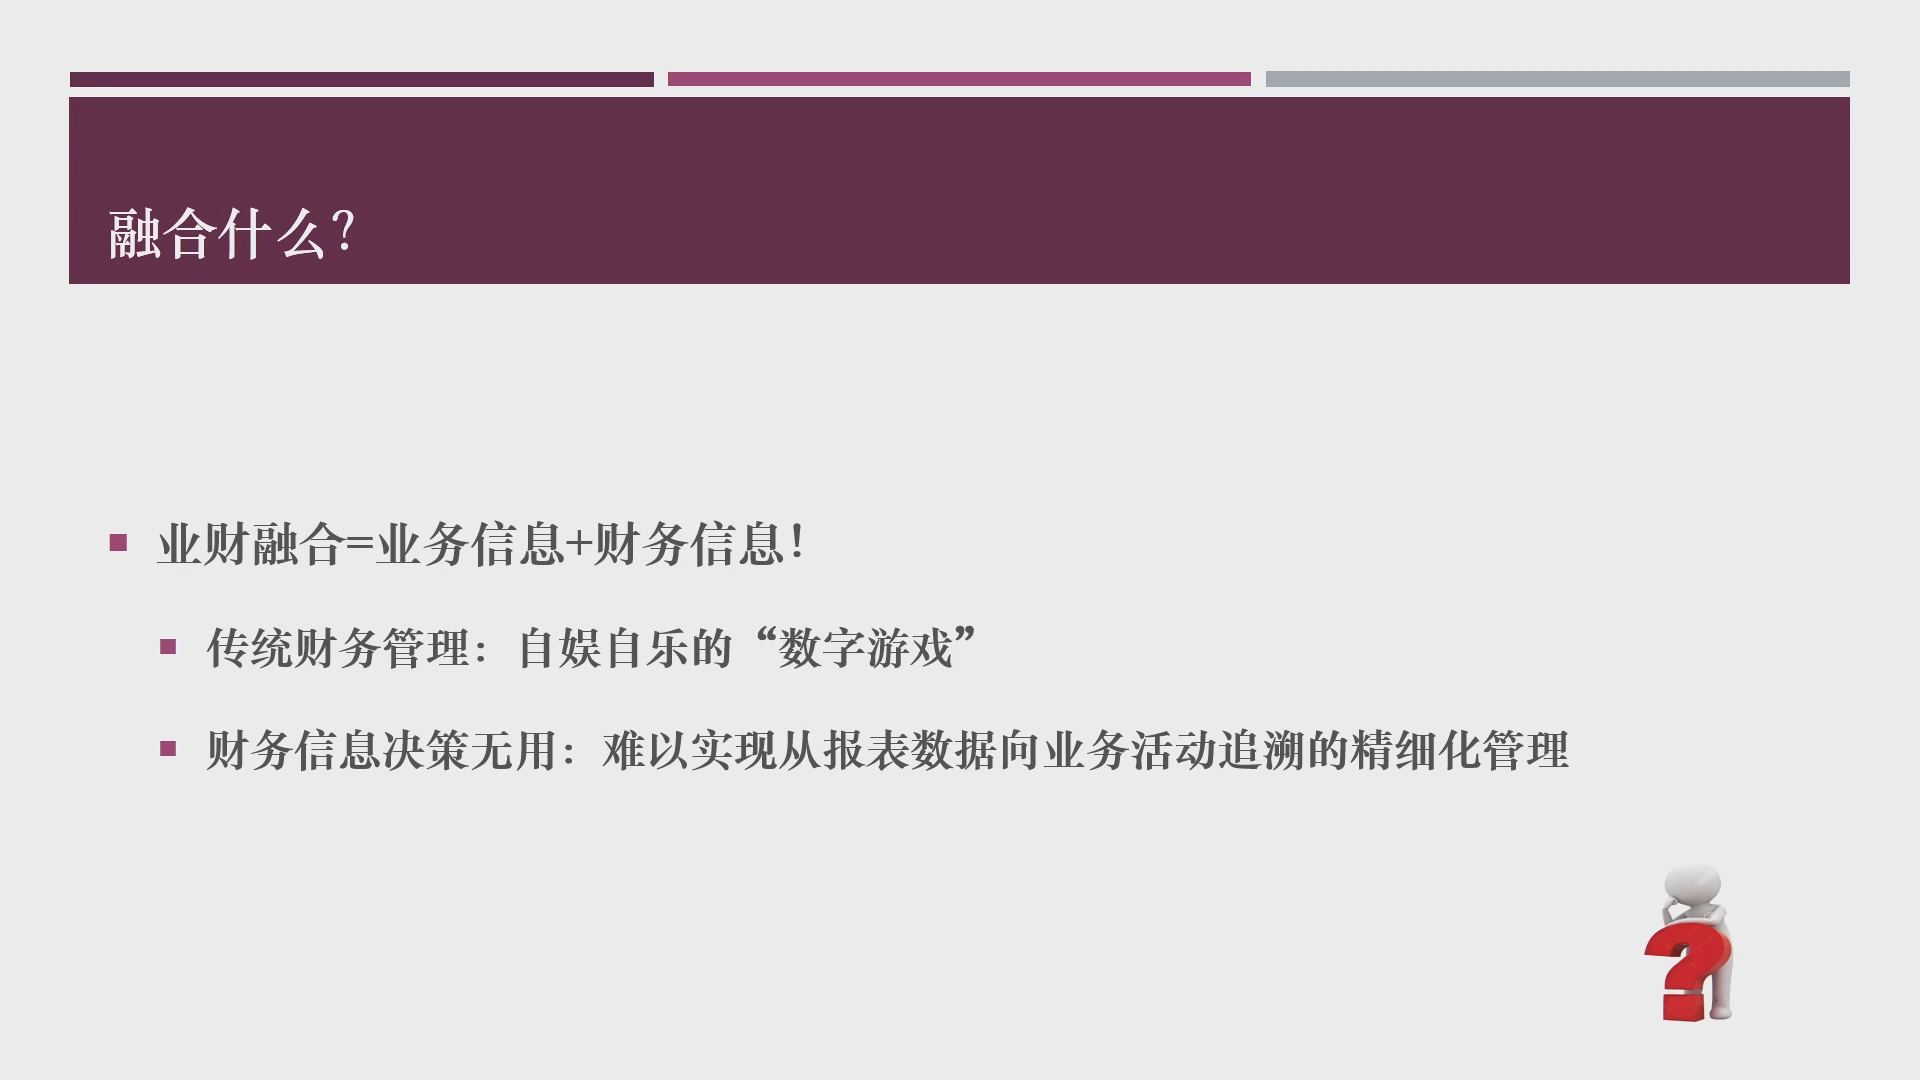 融合什么？
业财融合=业务信息+财务信息！
传统财务管理：自娱自乐的“数字游戏”
财务信息决策无用：难以实现从报表数据向业务活动追溯的精细化管理